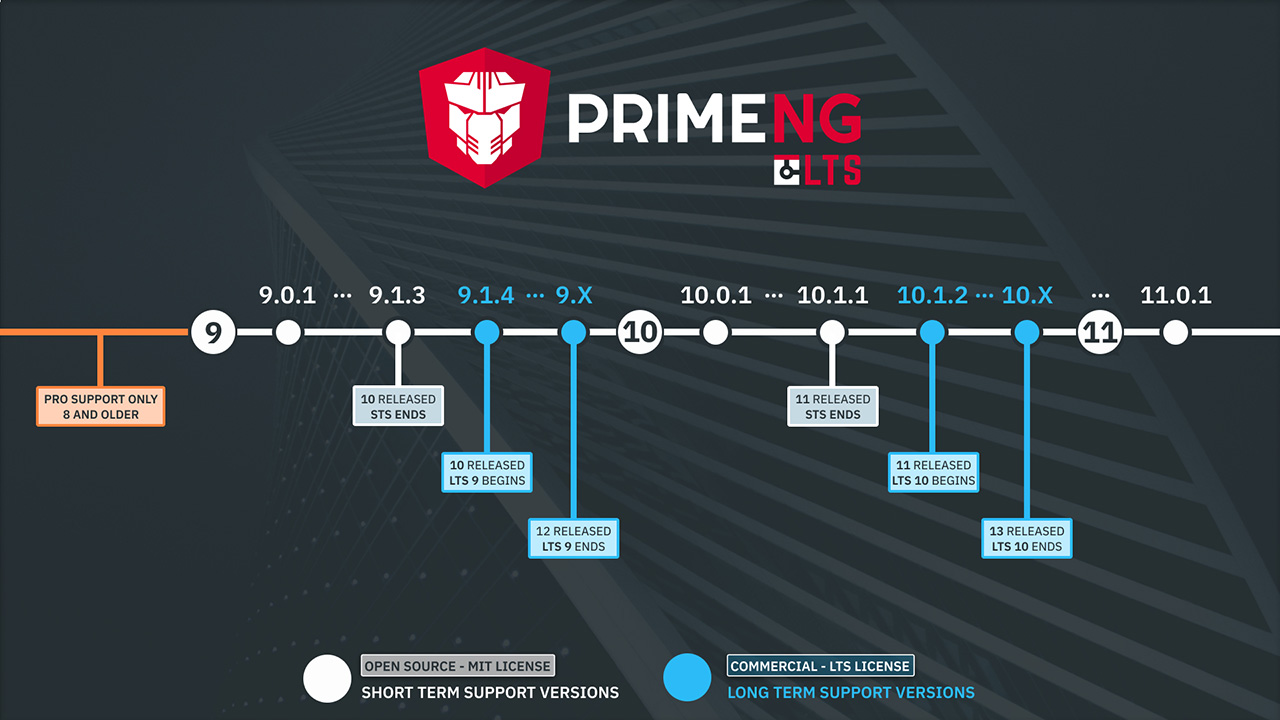 PRIMENG
LTS
9.0.1 ... 9.1.3 9.1.4 ... 9.X 10.0.1 ... 10.1.1 10.1.2 ... 10.X ... 11.0.1
9 10 11
PRO SUPPORT ONLY
8 AND OLDER
10 RELEASED
STS ENDS
11 RELEASED
STS ENDS
10 RELEASED
LTS 9 BEGINS
11 RELEASED
LTS 10 BEGINS
12 RELEASED
LTS 9 ENDS
13 RELEASED
LTS 10 ENDS
OPEN SOURCE - MIT LICENSE
SHORT TERM SUPPORT VERSIONS
COMMERCIAL - LTS LICENSE
LONG TERM SUPPORT VERSIONS